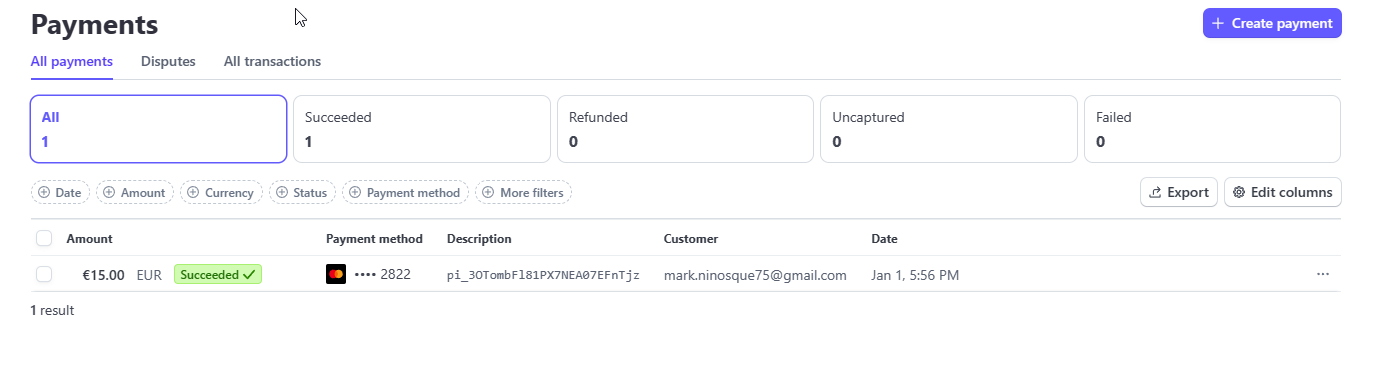 Payments
Create payment
All payments Disputes All transactions
All Succeeded Refunded Uncaptured Failed
1 1 0 0 0
Date Amount Currency Status Payment method More filters Export Edit columns
Amount Payment method Description Customer Date
€15.00 EUR Succeeded •••• 2822 pi_3OTombFl81PX7NEA07EFnTjz mark.ninosque75@gmail.com Jan 1, 5:56 PM
1 result